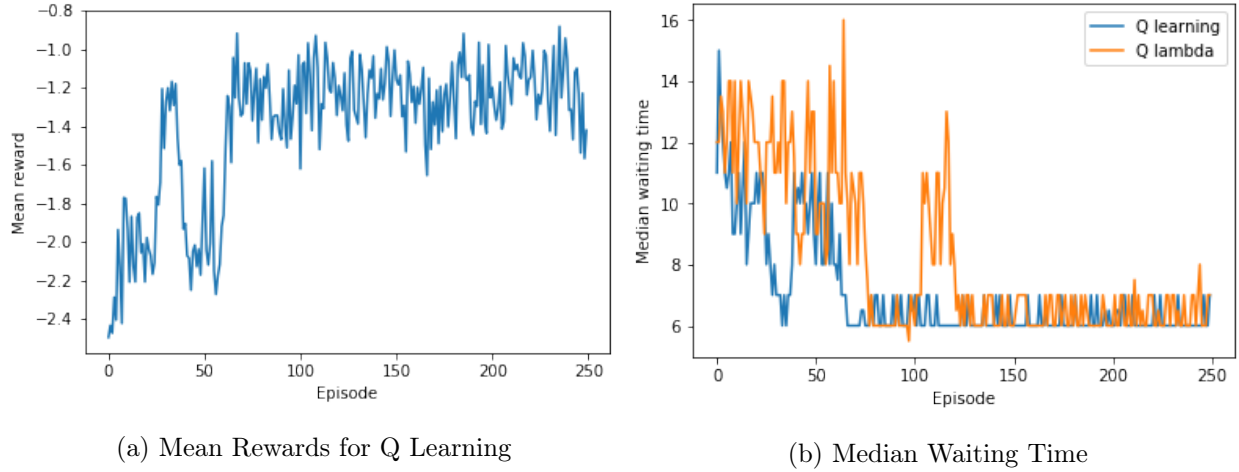 −0.8
−1.0
−1.2
−1.4
−1.6
−1.8
−2.0
−2.2
−2.4
Mean reward
0 50 100 150 200 250
Episode
(a) Mean Rewards for Q Learning
16
14
12
10
8
6
Median waiting time
Q learning
Q lambda
0 50 100 150 200 250
Episode
(b) Median Waiting Time